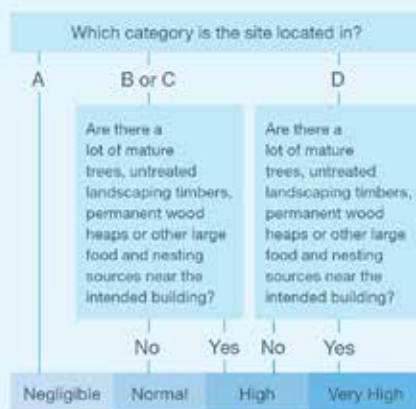 Which category is the site located in?
A B or C D
Are there a
lot of mature
trees, untreated
landscaping timbers,
permanent wood
heaps or other large
food and nesting
sources near the
intended building?
Are there a
lot of mature
trees, untreated
landscaping timbers,
permanent wood
heaps or other large
food and nesting
sources near the
intended building?
No Yes No Yes
Negligible Normal High Very High